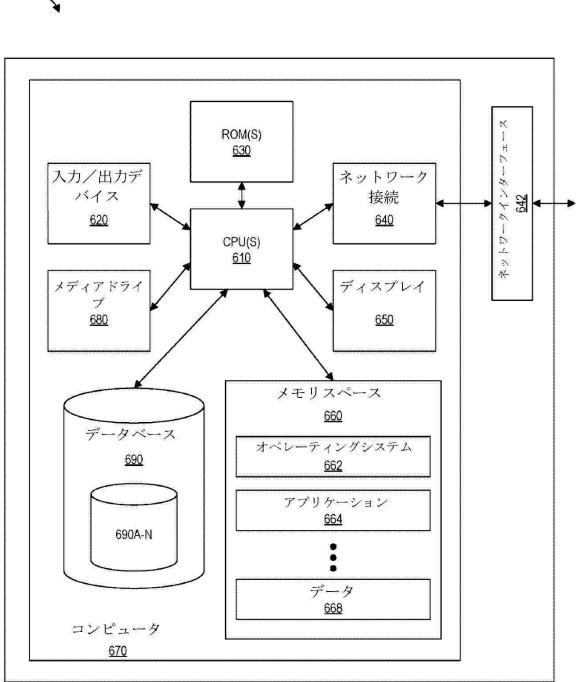 ROM(S)
630
入力／出力デ
バイス
620
ネットワーク
接続
640
ネットワークインターフェース
642
CPU(S)
610
メディアドライ
ブ
680
ディスプレイ
650
メモリスペース
660
データベース
690
オペレーティングシステム
662
アプリケーション
664
690A-N
データ
668
コンピュータ
670